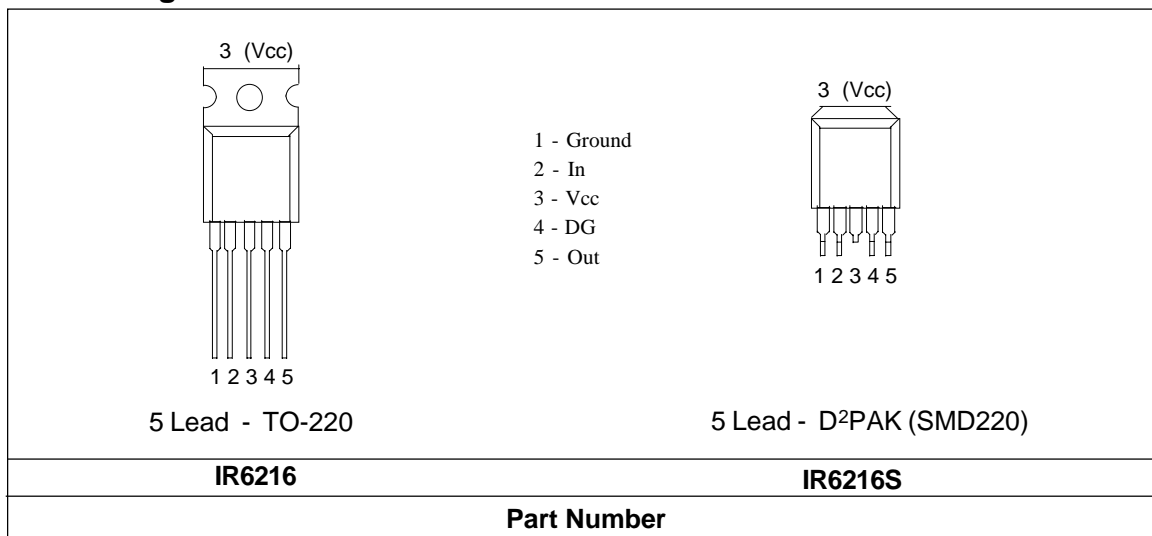 3 (Vcc)
1 2 3 4 5
5 Lead - TO-220
1 - Ground
2 - In
3 - Vcc
4 - DG
5 - Out
3 (Vcc)
1 2 3 4 5
5 Lead - D²PAK (SMD220)
IR6216
IR6216S
Part Number